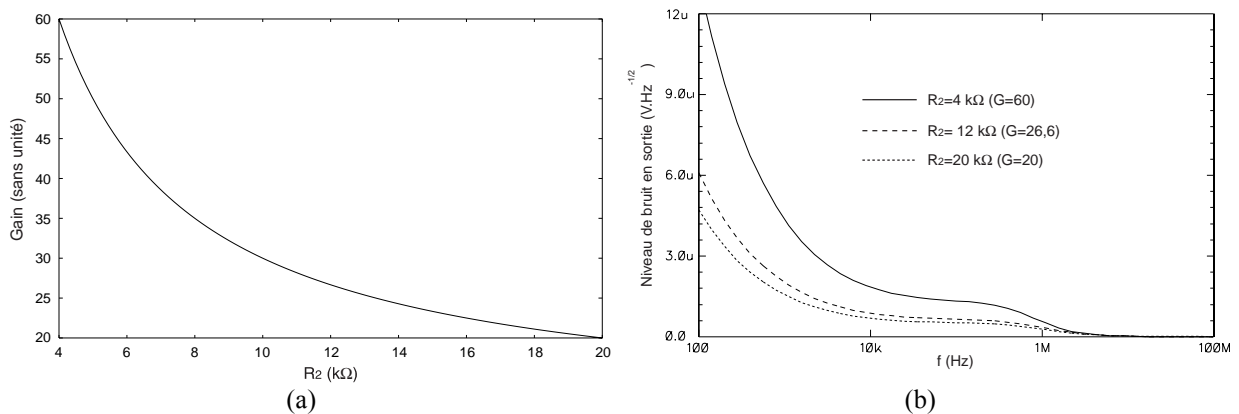 60
55
50
45
40
35
30
25
20
Gain (sans unité)
4
6
8
10
12
14
16
18
20
R2 (kΩ)
(a)
12u
9.0u
6.0u
3.0u
0.0
Niveau de bruit en sortie (V.Hz-1/2)
R2=4 kΩ (G=60)
R2= 12 kΩ (G=26,6)
R2=20 kΩ (G=20)
100
10k
1M
100M
f (Hz)
(b)